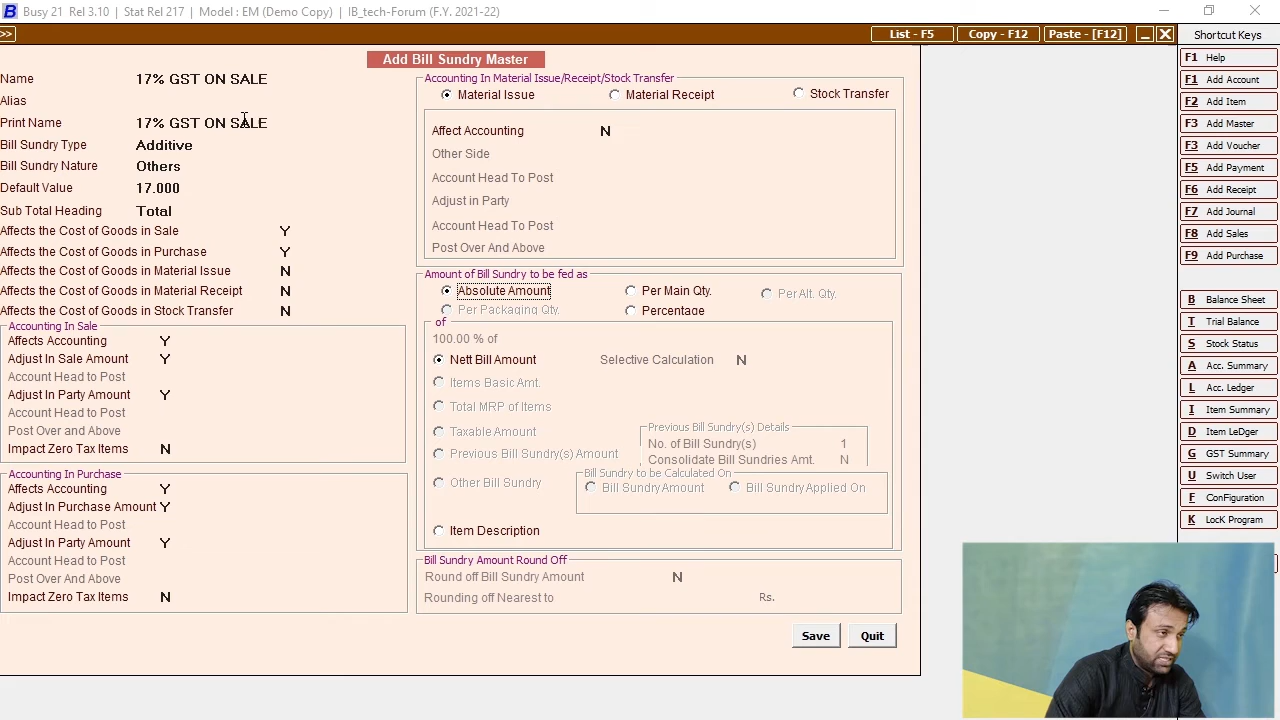 B Busy 21 Rel 3.10 | Stat Rel 217 | Model : EM (Demo Copy) | IB_tech-Forum (F.Y. 2021-22)
>> List - F5 Copy - F12 Paste - [F12]
Add Bill Sundry Master
Name 17% GST ON SALE
Alias
Print Name 17% GST ON SALE
Bill Sundry Type Additive
Bill Sundry Nature Others
Default Value 17.000
Sub Total Heading Total
Affects the Cost of Goods in Sale Y
Affects the Cost of Goods in Purchase Y
Affects the Cost of Goods in Material Issue N
Affects the Cost of Goods in Material Receipt N
Affects the Cost of Goods in Stock Transfer N
Accounting In Sale
Affects Accounting Y
Adjust In Sale Amount Y
Account Head to Post
Adjust In Party Amount Y
Account Head to Post
Post Over and Above
Impact Zero Tax Items N
Accounting In Purchase
Affects Accounting Y
Adjust In Purchase Amount Y
Account Head to Post
Adjust In Party Amount Y
Account Head to Post
Post Over and Above
Impact Zero Tax Items N
Accounting In Material Issue/Receipt/Stock Transfer
Material Issue Material Receipt Stock Transfer
Affect Accounting N
Other Side
Account Head To Post
Adjust in Party
Account Head To Post
Post Over And Above
Amount of Bill Sundry to be fed as
Absolute Amount Per Main Qty. Per Alt. Qty.
Per Packaging Qty. Percentage
of
100.00 % of
Nett Bill Amount Selective Calculation N
Items Basic Amt.
Total MRP of Items
Taxable Amount
Previous Bill Sundry(s) Amount
Previous Bill Sundry(s) Details
No. of Bill Sundry(s) 1
Consolidate Bill Sundries Amt. N
Other Bill Sundry
Bill Sundry to be Calculated On
Bill Sundry Amount Bill Sundry Applied On
Item Description
Bill Sundry Amount Round Off
Round off Bill Sundry Amount N
Rounding off Nearest to Rs.
Save Quit
Shortcut Keys
F1 Help
F1 Add Account
F2 Add Item
F3 Add Master
F3 Add Voucher
F5 Add Payment
F6 Add Receipt
F7 Add Journal
F8 Add Sales
F9 Add Purchase
B Balance Sheet
T Trial Balance
S Stock Status
A Acc. Summary
L Acc. Ledger
I Item Summary
D Item LeDger
G GST Summary
U Switch User
F ConFiguration
K LocK Program